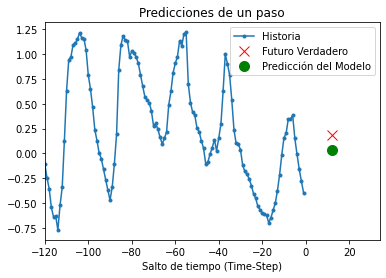 Predicciones de un paso
Historia
Futuro Verdadero
Predicción del Modelo
1.25
1.00
0.75
0.50
0.25
0.00
−0.25
−0.50
−0.75
−120 −100 −80 −60 −40 −20 0 20
Salto de tiempo (Time-Step)